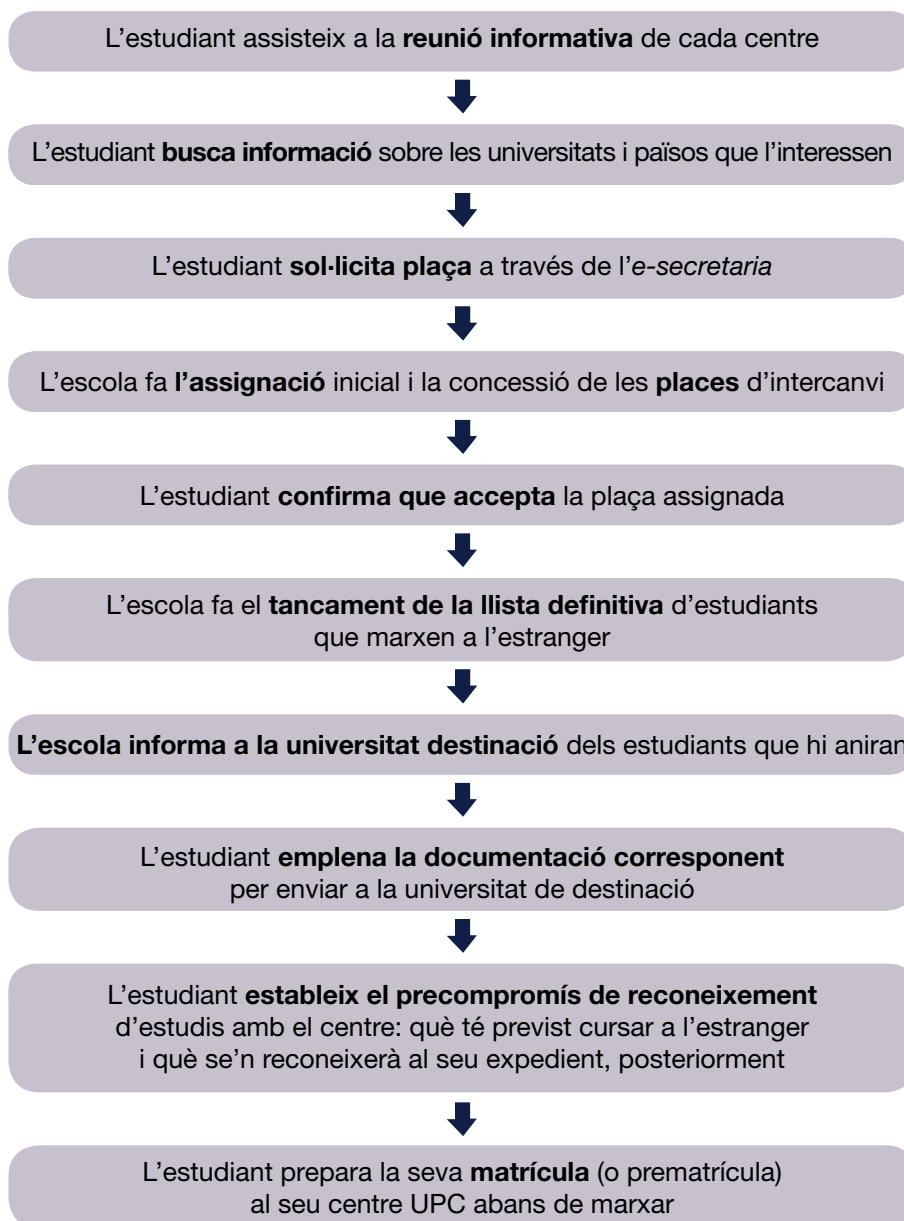 L’estudiant assisteix a la reunió informativa de cada centre
L’estudiant busca informació sobre les universitats i països que l’interessen
L’estudiant sol·licita plaça a través de l’e-secretaria
L’escola fa l’assignació inicial i la concessió de les places d’intercanvi
L’estudiant confirma que accepta la plaça assignada
L’escola fa el tancament de la llista definitiva d’estudiants
que marxen a l’estranger
L’escola informa a la universitat destinació dels estudiants que hi aniran
L’estudiant emplena la documentació corresponent
per enviar a la universitat de destinació
L’estudiant estableix el precompromís de reconeixement
d’estudis amb el centre: què té previst cursar a l’estranger
i què se’n reconeixerà al seu expedient, posteriorment
L’estudiant prepara la seva matrícula (o prematrícula)
al seu centre UPC abans de marxar